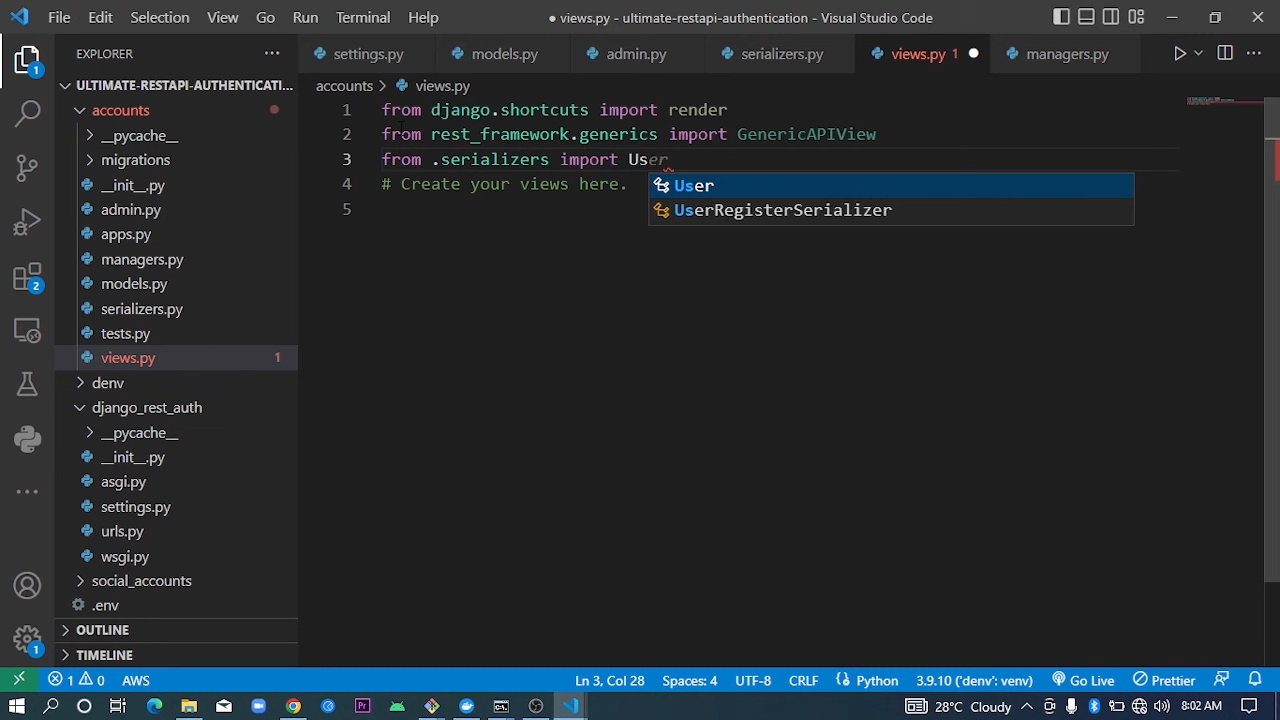 File Edit Selection View Go Run Terminal Help
● views.py - ultimate-restapi-authentication - Visual Studio Code
EXPLORER ···
settings.py models.py admin.py serializers.py views.py 1 managers.py
ULTIMATE-RESTAPI-AUTHENTICATI...
accounts
__pycache__
migrations
__init__.py
admin.py
apps.py
managers.py
models.py
serializers.py
tests.py
views.py 1
denv
django_rest_auth
__pycache__
__init__.py
asgi.py
settings.py
urls.py
wsgi.py
social_accounts
.env
OUTLINE
TIMELINE
1
2
1
accounts > views.py
1 from django.shortcuts import render
2 from rest_framework.generics import GenericAPIView
3 from .serializers import User
4 # Create your views here.
5
User
UserRegisterSerializer
1 0 AWS Ln 3, Col 28 Spaces: 4 UTF-8 CRLF Python 3.9.10 ('denv': venv) Go Live Prettier
Pr 28°C Cloudy 8:02 AM